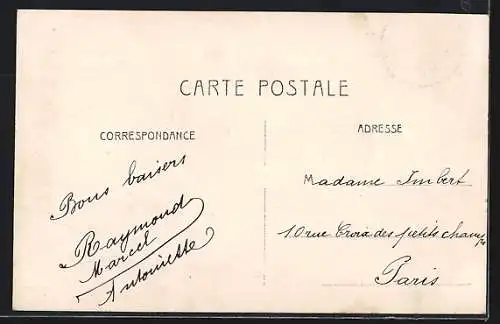 CARTE POSTALE
CORRESPONDANCE
Bons baisers
Raymond
Marcel
Antoinette
ADRESSE
Madame Imbert
10 rue Croix des petits champs
Paris